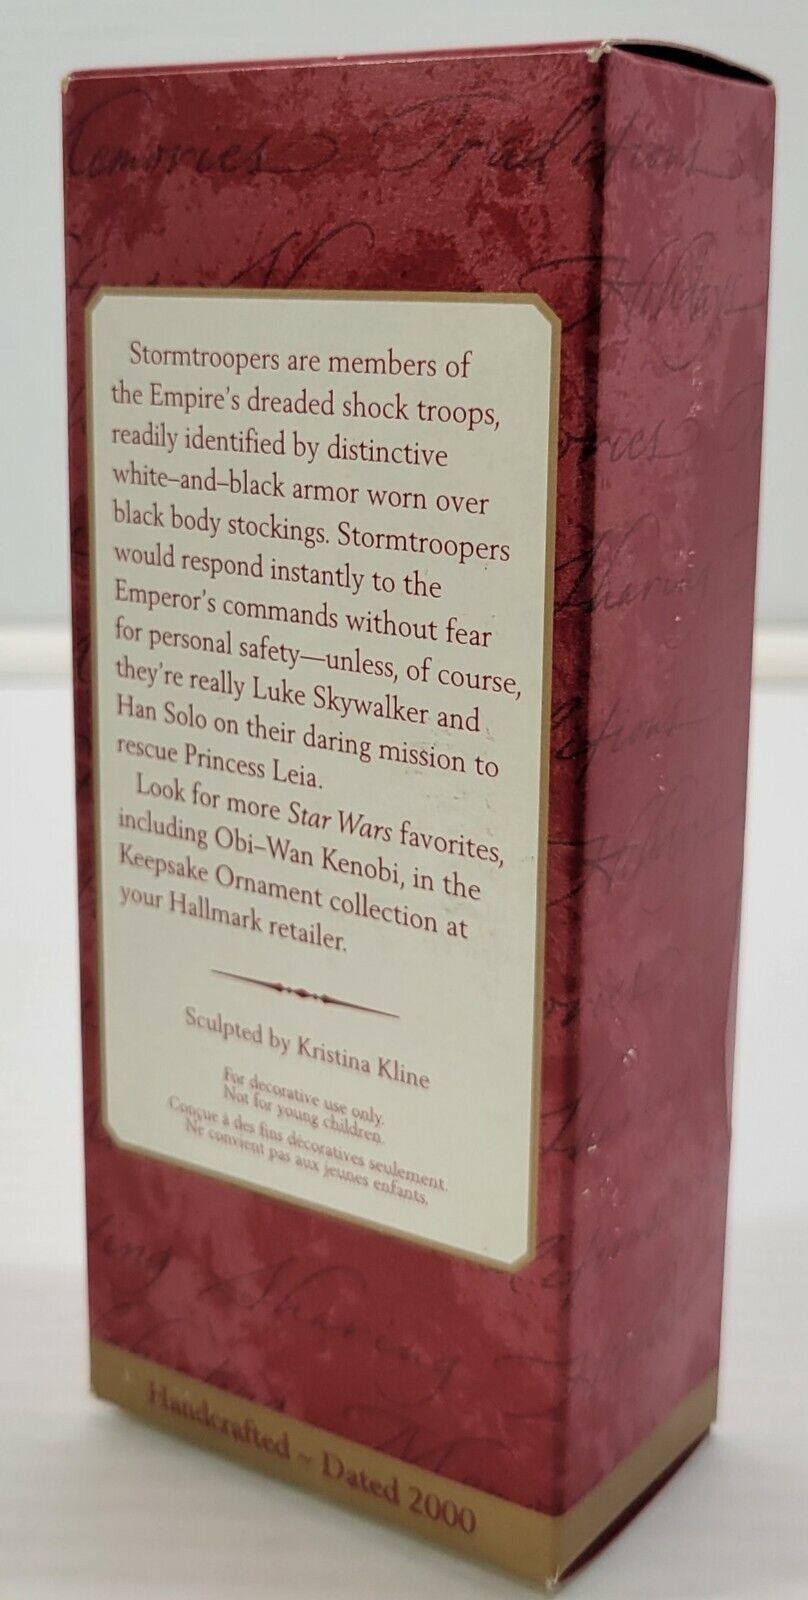 Memories Traditions
Holidays
Stormtroopers are members of
the Empire's dreaded shock troops,
readily identified by distinctive
white–and–black armor worn over
black body stockings. Stormtroopers
would respond instantly to the
Emperor's commands without fear
for personal safety—unless, of course,
they're really Luke Skywalker and
Han Solo on their daring mission to
rescue Princess Leia.
Look for more Star Wars favorites,
including Obi–Wan Kenobi, in the
Keepsake Ornament collection at
your Hallmark retailer.
Sculpted by Kristina Kline
For decorative use only.
Not for young children.
Conçue à des fins décoratives seulement.
Ne convient pas aux jeunes enfants.
Sharing
Sharing
Handcrafted ~ Dated 2000